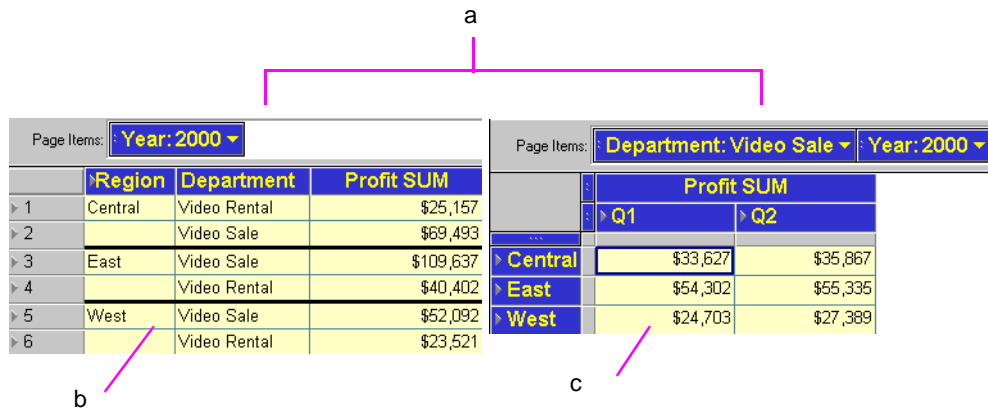 a
Page Items: Year: 2000
Region Department Profit SUM
1 Central Video Rental $25,157
2 Video Sale $69,493
3 East Video Sale $109,637
4 Video Rental $40,402
5 West Video Sale $52,092
6 Video Rental $23,521
b
Page Items: Department: Video Sale Year: 2000
Profit SUM
Q1 Q2
Central $33,627 $35,867
East $54,302 $55,335
West $24,703 $27,389
c